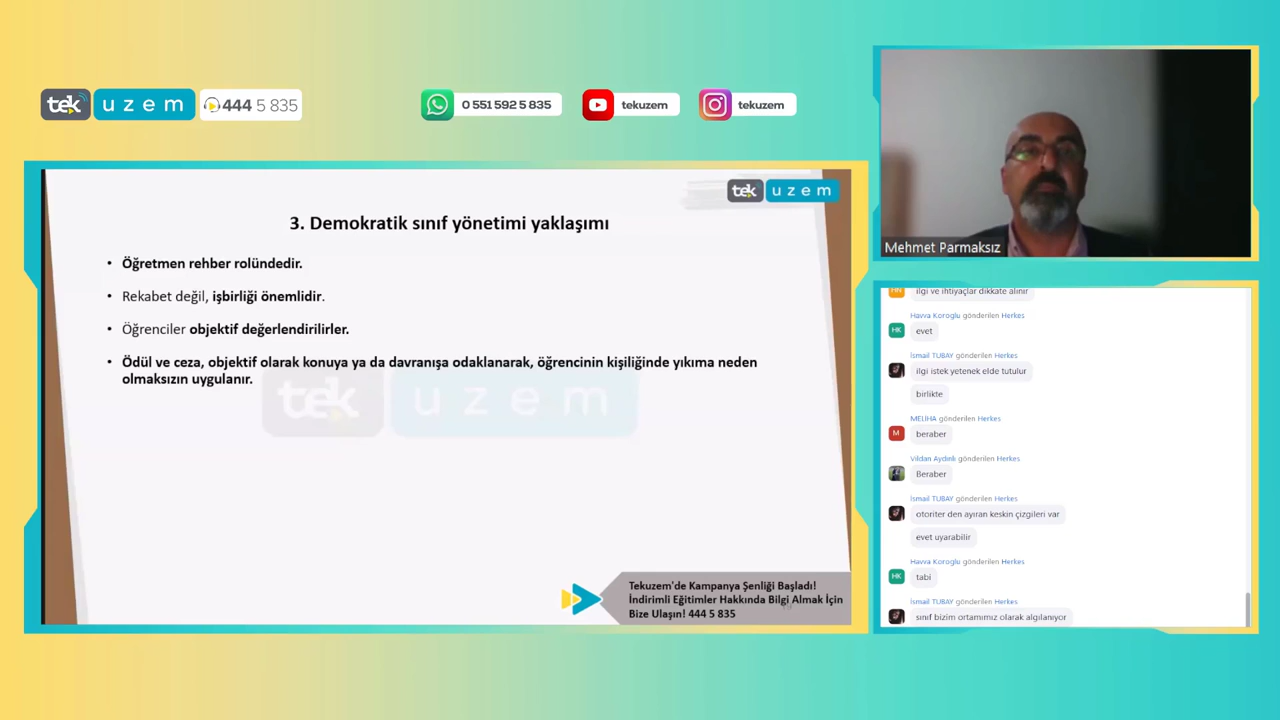 tek uzem 444 5 835
0 551 592 5 835
tekuzem
tekuzem
tek uzem
3. Demokratik sınıf yönetimi yaklaşımı
• Öğretmen rehber rolündedir.
• Rekabet değil, işbirliği önemlidir.
• Öğrenciler objektif değerlendirilirler.
• Ödül ve ceza, objektif olarak konuya ya da davranışa odaklanarak, öğrencinin kişiliğinde yıkıma neden
olmaksızın uygulanır.
tek uzem
Tekuzem'de Kampanya Şenliği Başladı!
İndirimli Eğitimler Hakkında Bilgi Almak İçin
Bize Ulaşın! 444 5 835
Mehmet Parmaksız
HN ilgi ve ihtiyaçlar dikkate alınır
Havva Koroglu gönderilen Herkes
HK evet
İsmail TUBAY gönderilen Herkes
ilgi istek yetenek elde tutulur
birlikte
MELİHA gönderilen Herkes
M beraber
Vildan Aydınlı gönderilen Herkes
Beraber
İsmail TUBAY gönderilen Herkes
otoriter den ayıran keskin çizgileri var
evet uyarabilir
Havva Koroglu gönderilen Herkes
HK tabi
İsmail TUBAY gönderilen Herkes
sınıf bizim ortamımız olarak algılanıyor